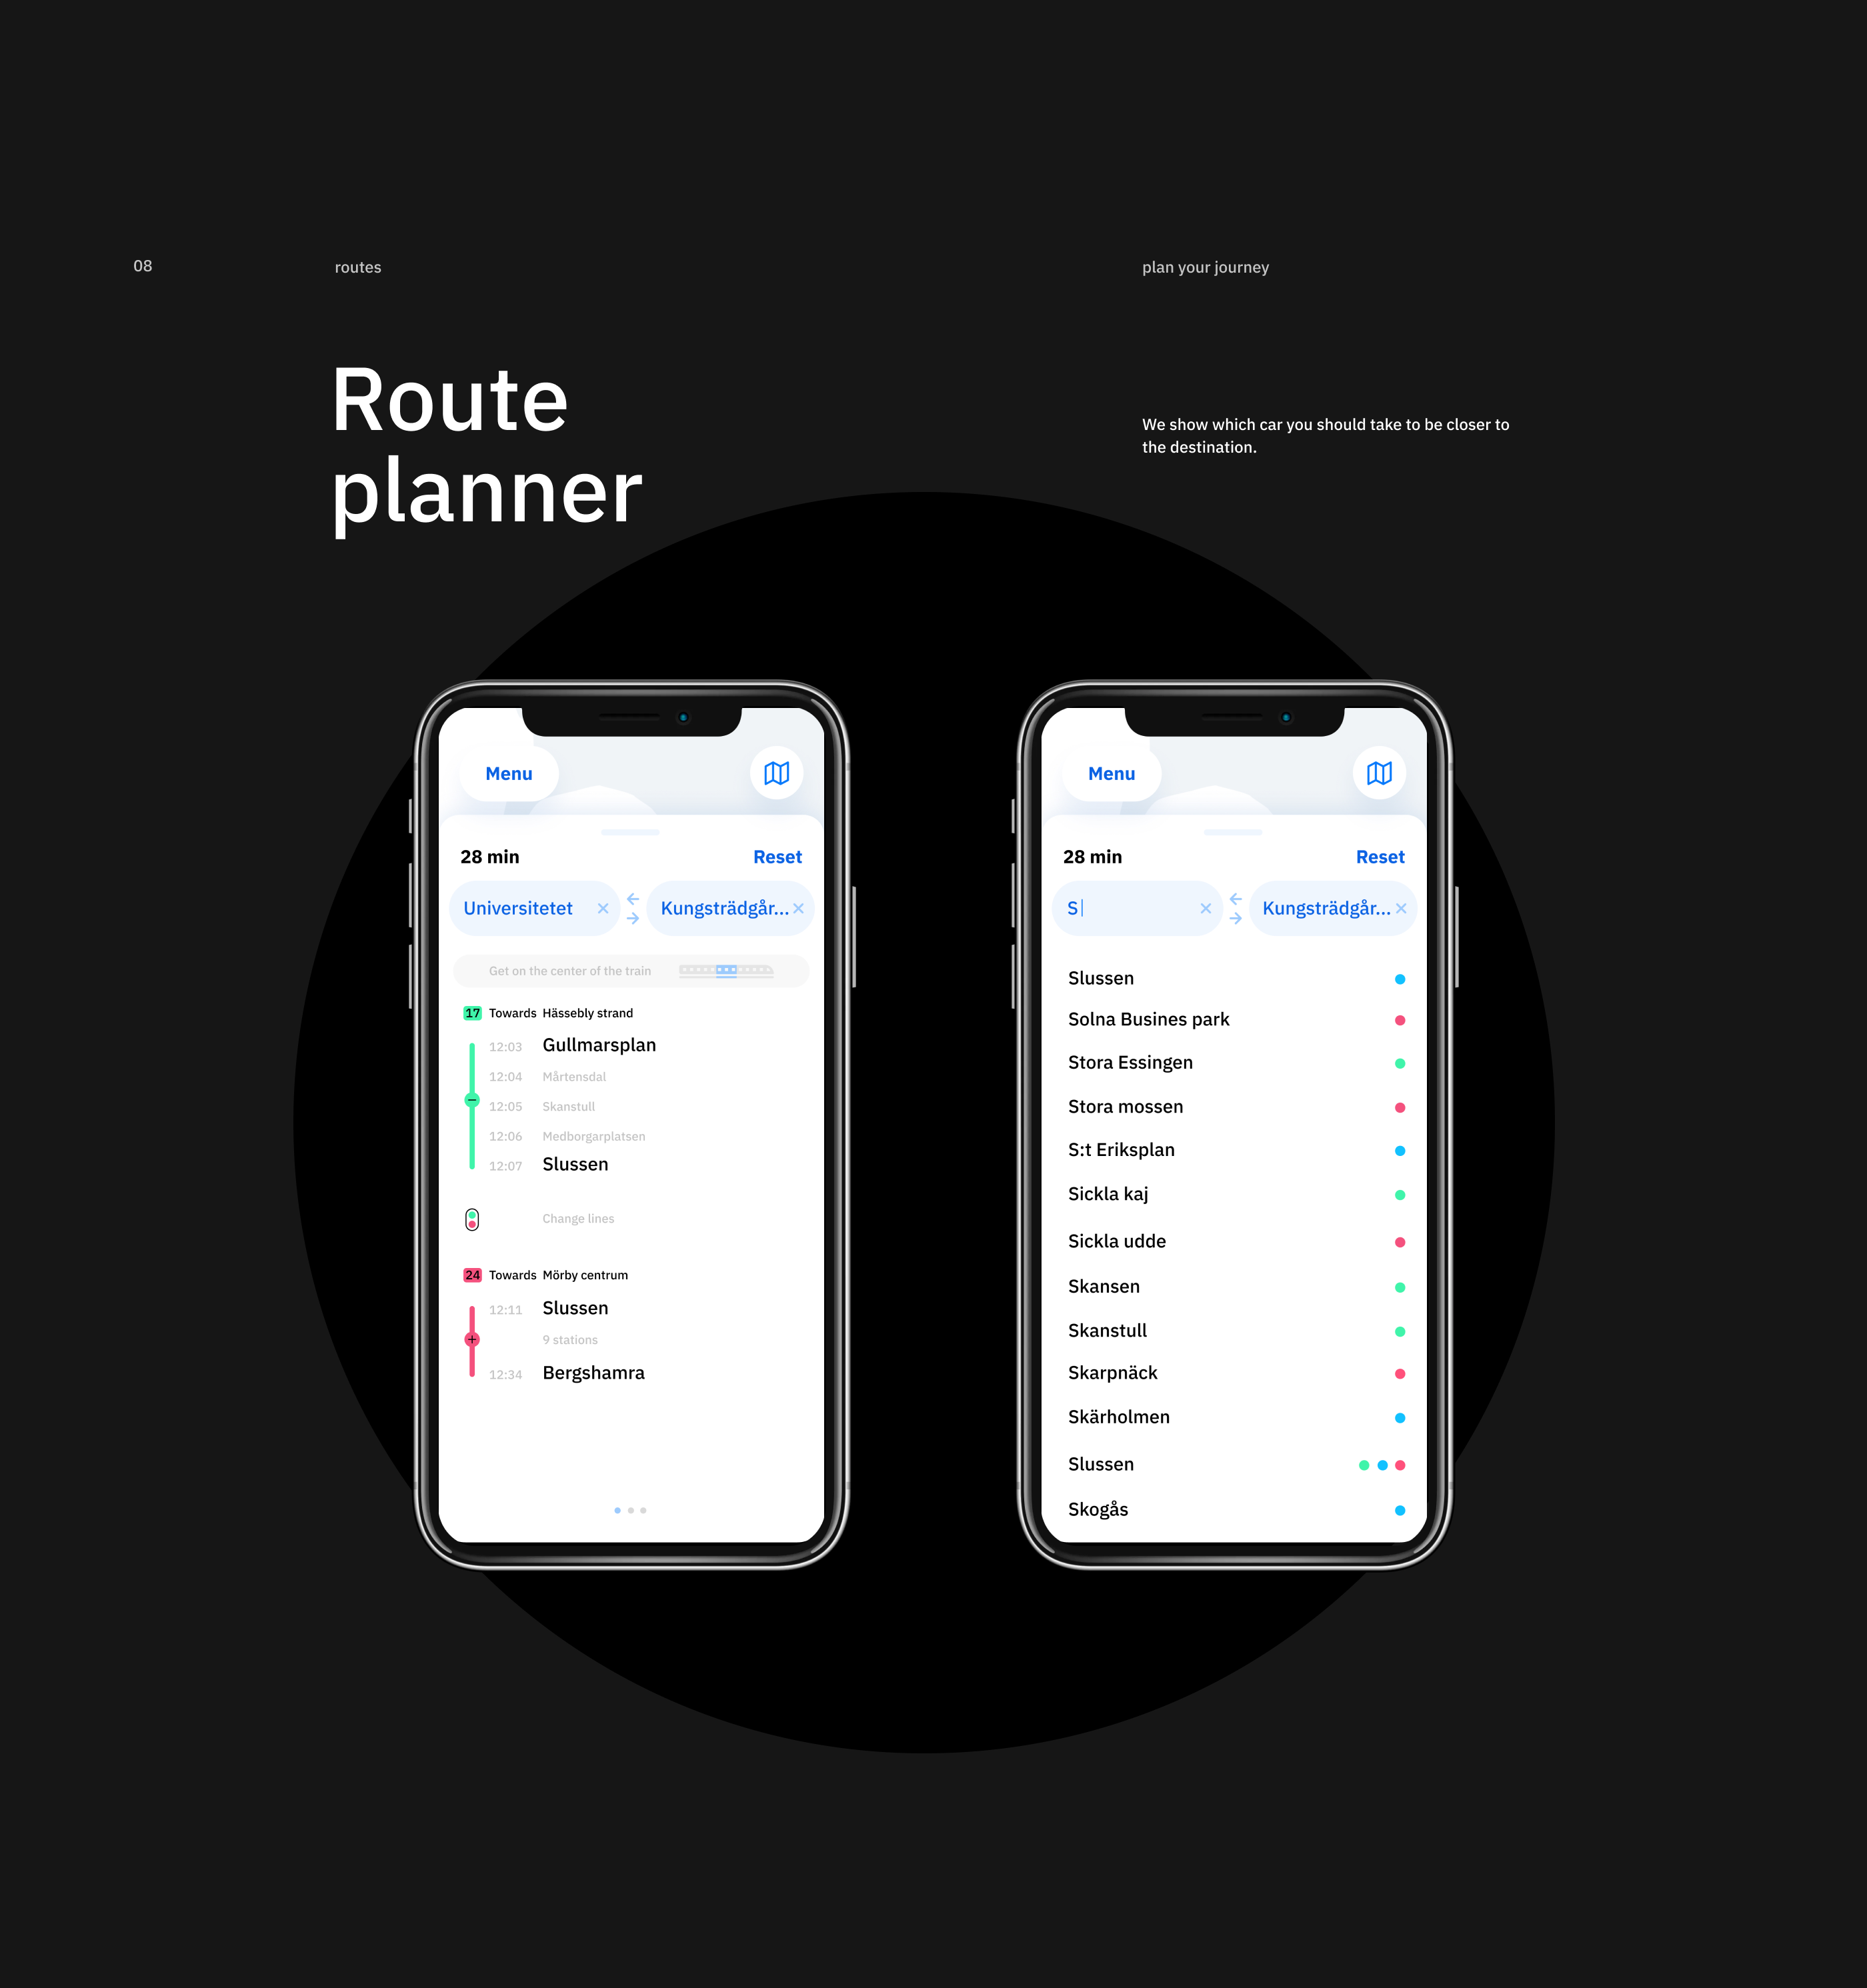 08
routes
plan your journey
Route
planner
We show which car you should take to be closer to
the destination.
Menu
28 min
Reset
Universitetet
Kungsträdgår...
Get on the center of the train
17 Towards Hässebly strand
12:03 Gullmarsplan
12:04 Mårtensdal
12:05 Skanstull
12:06 Medborgarplatsen
12:07 Slussen
Change lines
24 Towards Mörby centrum
12:11 Slussen
9 stations
12:34 Bergshamra
Menu
28 min
Reset
S
Kungsträdgår...
Slussen
Solna Busines park
Stora Essingen
Stora mossen
S:t Eriksplan
Sickla kaj
Sickla udde
Skansen
Skanstull
Skarpnäck
Skärholmen
Slussen
Skogås